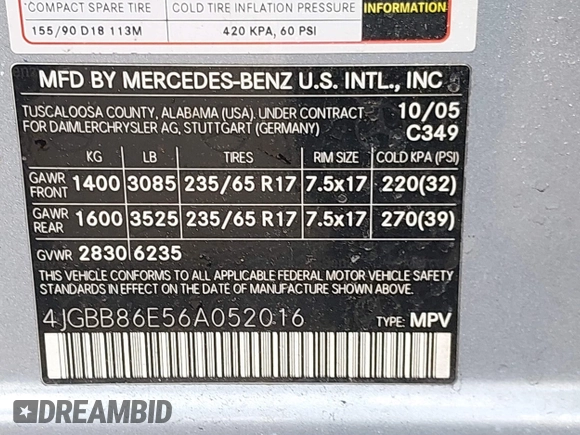 COMPACT SPARE TIRE COLD TIRE INFLATION PRESSURE INFORMATION
155/90 D18 113M 420 KPA, 60 PSI
MFD BY MERCEDES-BENZ U.S. INTL., INC
TUSCALOOSA COUNTY, ALABAMA (USA). UNDER CONTRACT 10/05
FOR DAIMLERCHRYSLER AG, STUTTGART (GERMANY) C349
KG LB TIRES RIM SIZE COLD KPA (PSI)
GAWR FRONT 1400 3085 235/65 R17 7.5x17 220(32)
GAWR REAR 1600 3525 235/65 R17 7.5x17 270(39)
GVWR 2830 6235
THIS VEHICLE CONFORMS TO ALL APPLICABLE FEDERAL MOTOR VEHICLE SAFETY
STANDARDS IN EFFECT ON THE DATE OF MANUFACTURE SHOWN ABOVE.
4JGBB86E56A052016 TYPE: MPV
DREAMBID